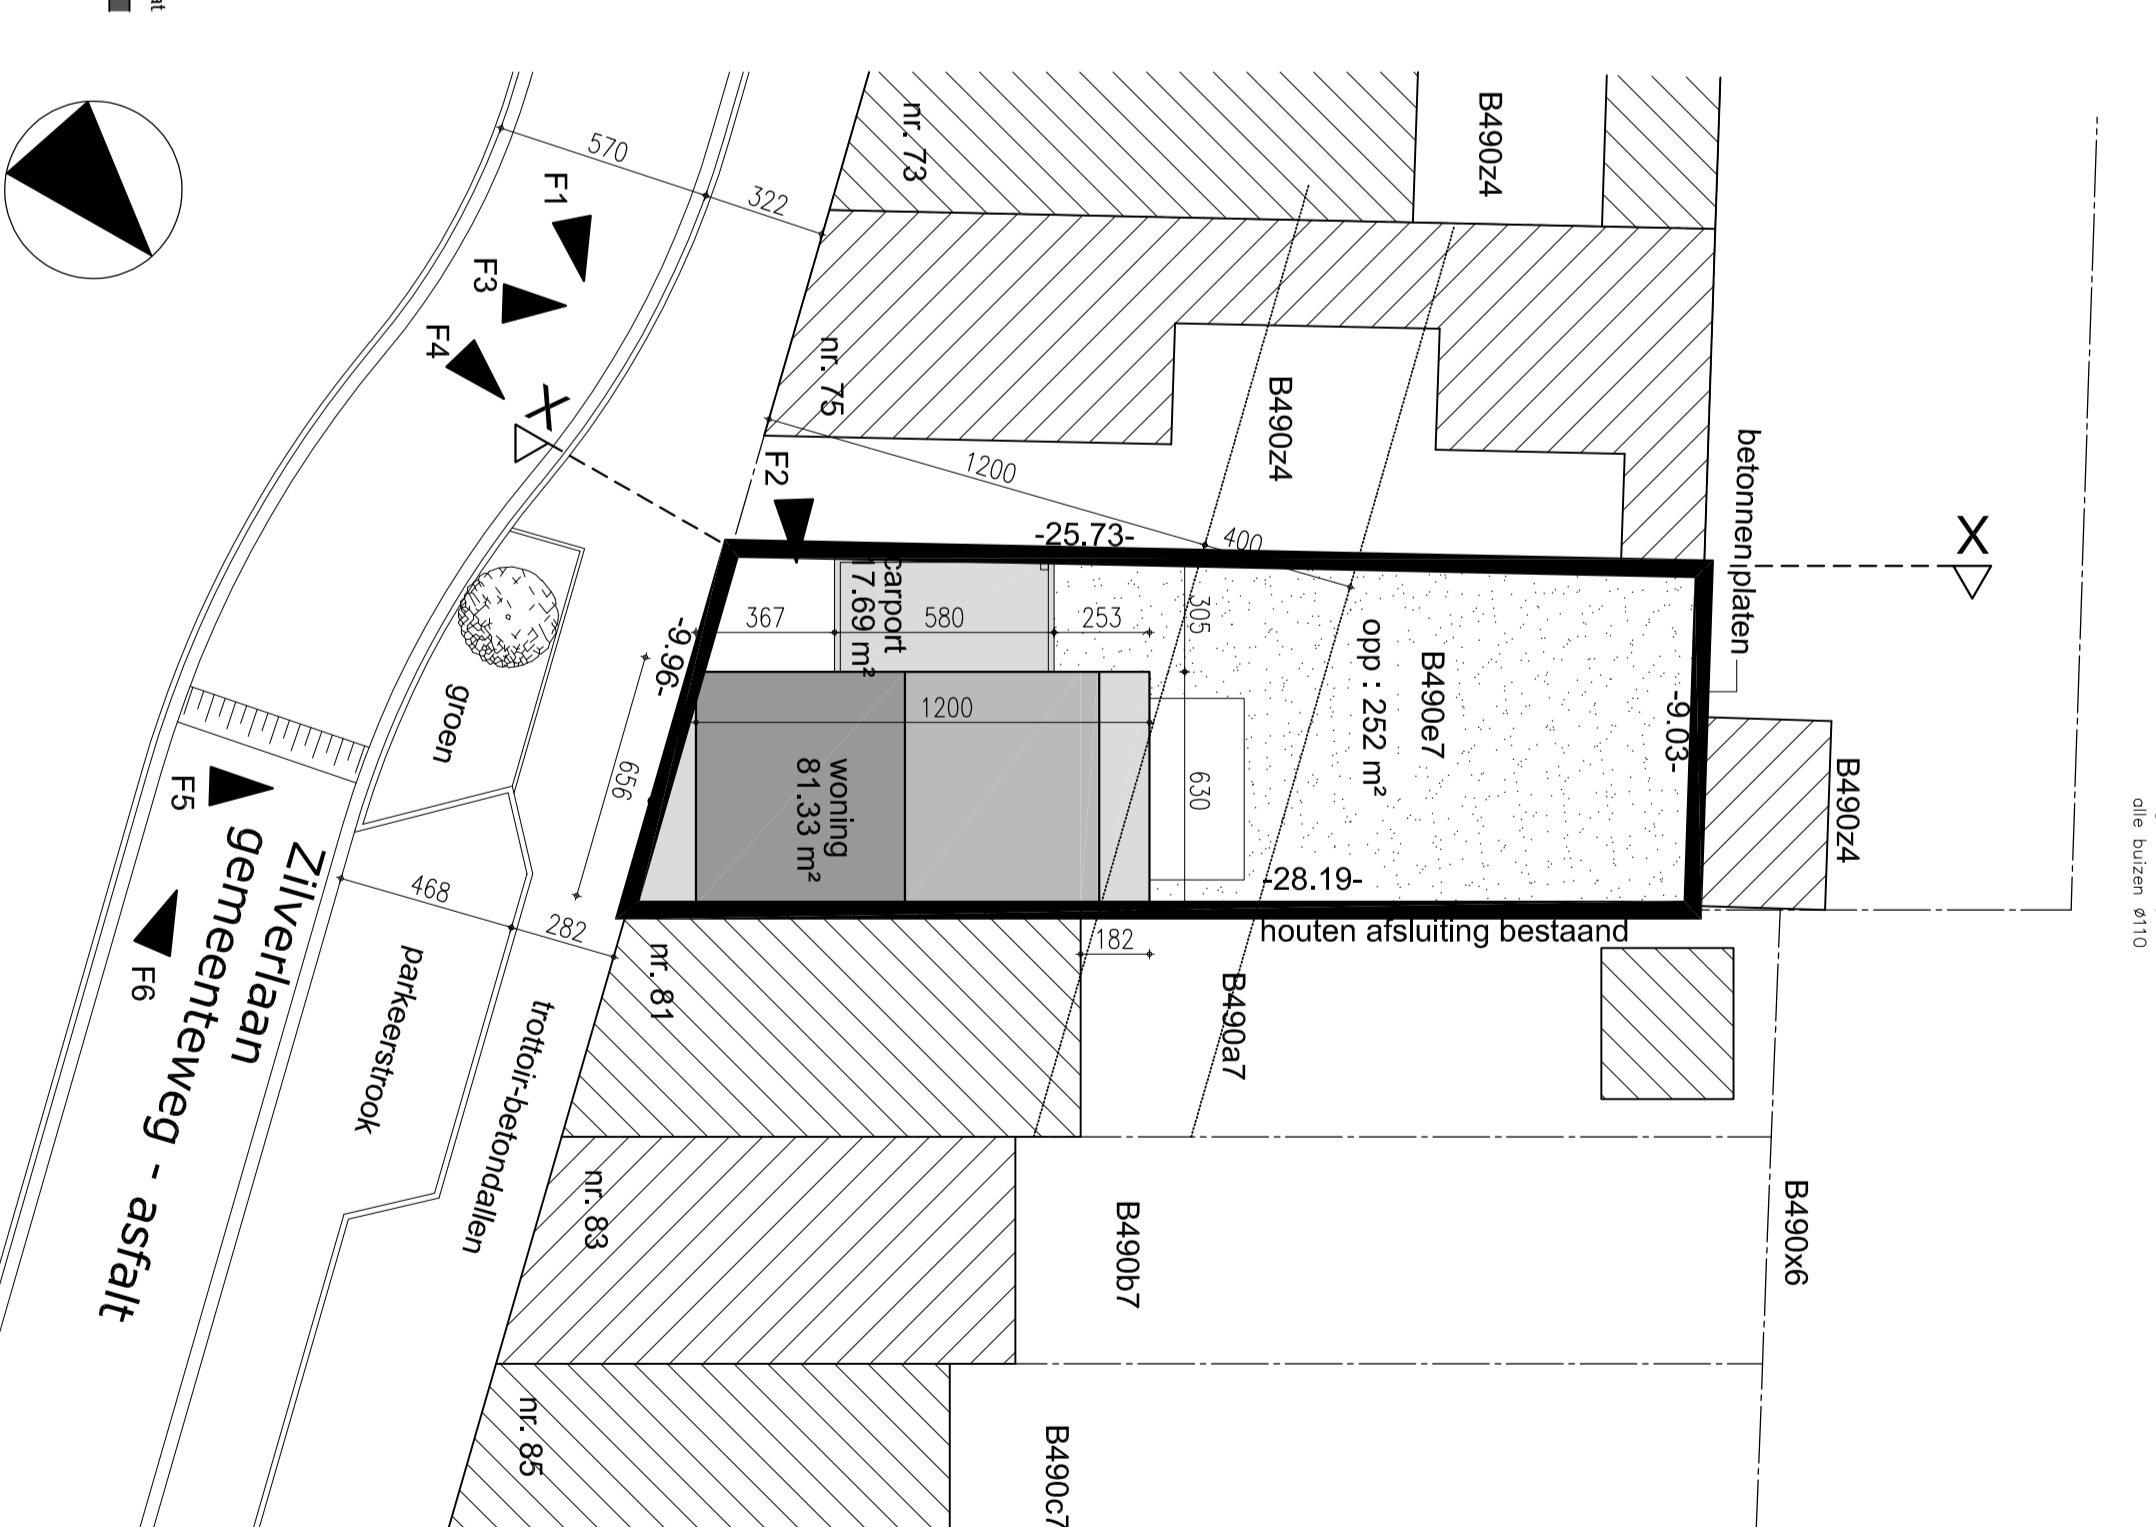 nr. 73
B490z4
570
322
F1
F3
F4
X
nr. 75
B490z4
1200
400
F2
-25.73-
betonnen platen
X
carport
17.69 m²
367
580
253
305
-9.96-
opp : 252 m²
B490e7
-9.03-
groen
656
1200
woning
81.33 m²
630
B490z4
alle buizen ø110
-28.19-
houten afsluiting bestaand
F5
F6
Zilverlaan
gemeenteweg - asfalt
468
282
parkeerstrook
trottoir-betondallen
nr. 81
182
B490a7
nr. 83
B490b7
B490x6
nr. 85
B490c7